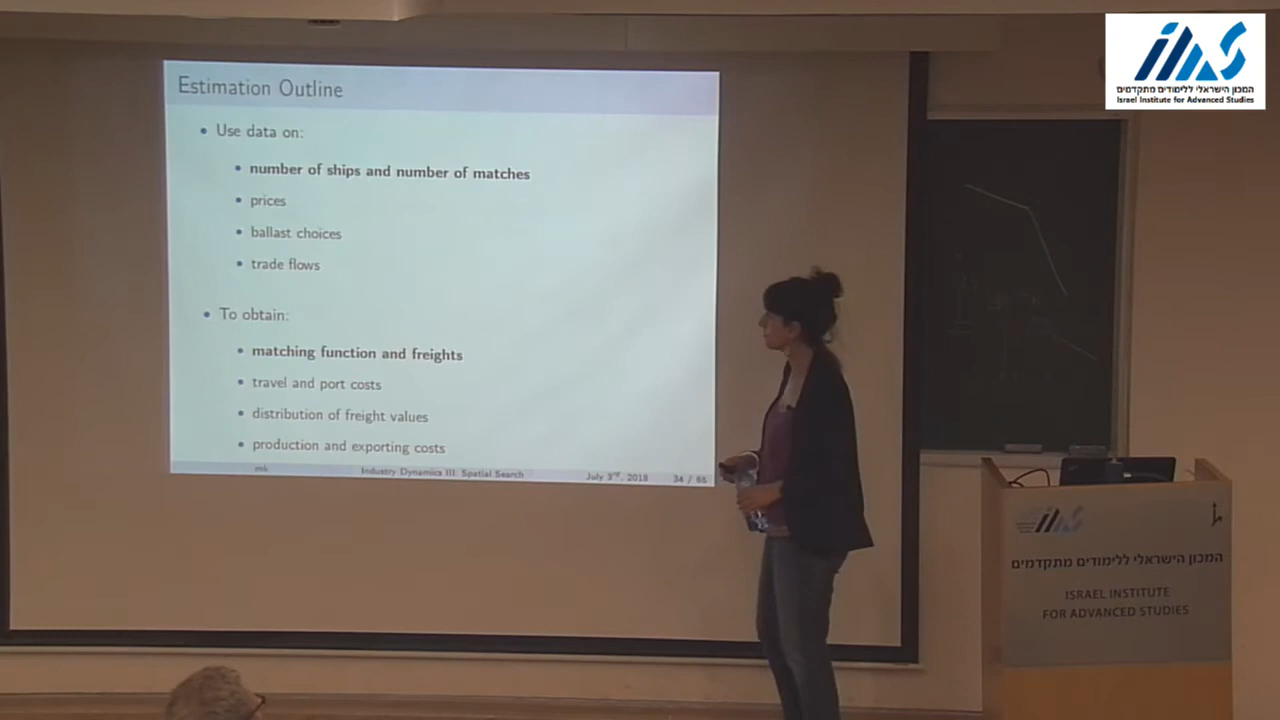 Estimation Outline
Use data on:
number of ships and number of matches
prices
ballast choices
trade flows
To obtain:
matching function and freights
travel and port costs
distribution of freight values
production and exporting costs
mk Industry Dynamics III: Spatial Search July 3rd, 2018 34 / 65
המכון הישראלי ללימודים מתקדמים
Israel Institute for Advanced Studies
המכון הישראלי ללימודים מתקדמים
ISRAEL INSTITUTE
FOR ADVANCED STUDIES